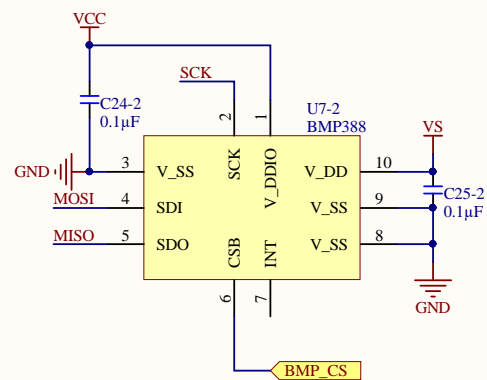 VCC
SCK
C24-2
0.1µF
2
1
U7-2
BMP388
VS
GND
3
V_SS
SCK
V_DDIO
V_DD
10
MOSI
4
SDI
V_SS
9
C25-2
0.1µF
MISO
5
SDO
CSB
INT
V_SS
8
6
7
GND
BMP_CS